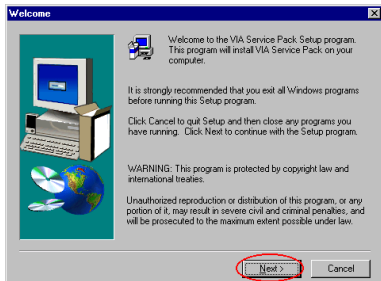 Welcome
Welcome to the VIA Service Pack Setup program.
This program will install VIA Service Pack on your
computer.
It is strongly recommended that you exit all Windows programs
before running this Setup program.
Click Cancel to quit Setup and then close any programs you
have running. Click Next to continue with the Setup program.
WARNING: This program is protected by copyright law and
international treaties.
Unauthorized reproduction or distribution of this program, or any
portion of it, may result in severe civil and criminal penalties, and
will be prosecuted to the maximum extent possible under law.
Next >
Cancel